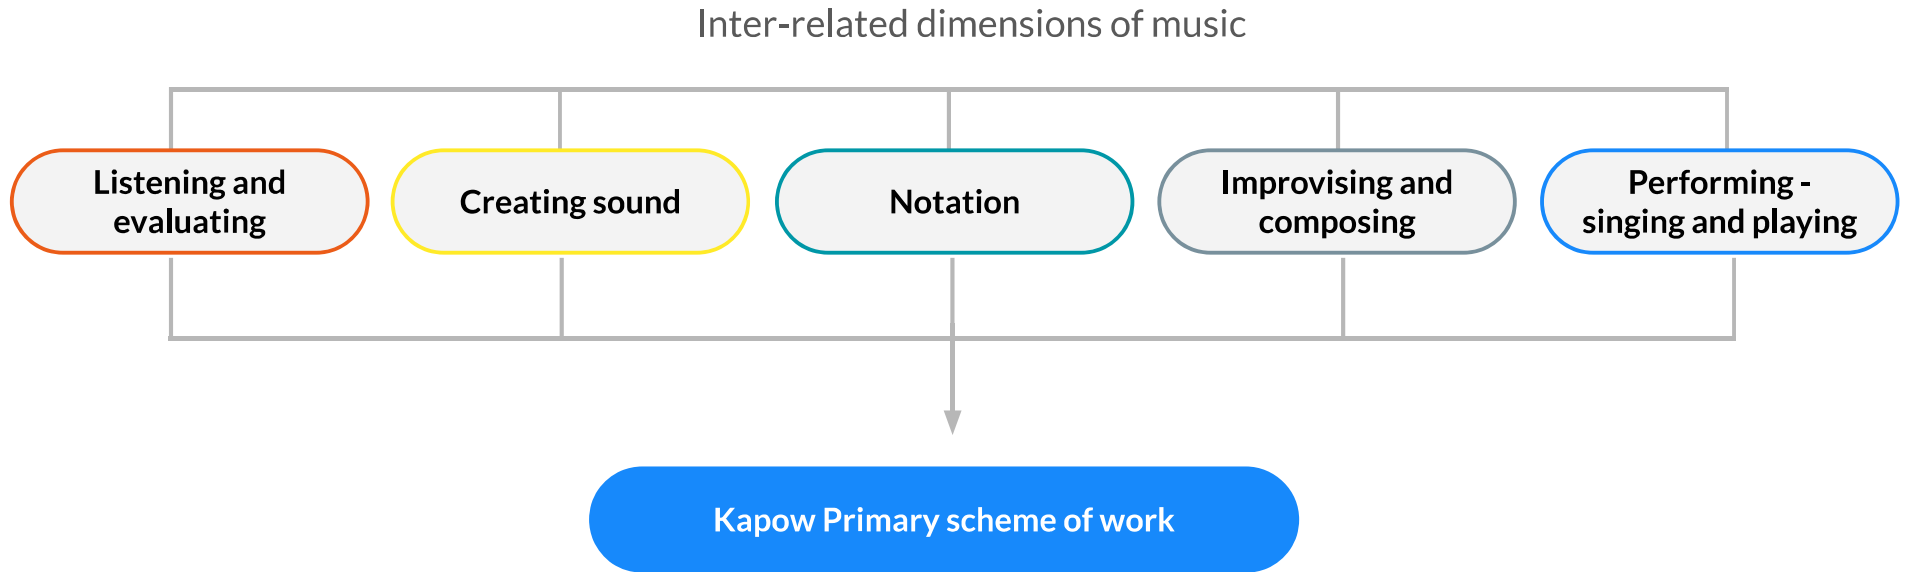 Inter-related dimensions of music
Listening and
evaluating
Creating sound
Notation
Improvising and
composing
Performing -
singing and playing
Kapow Primary scheme of work